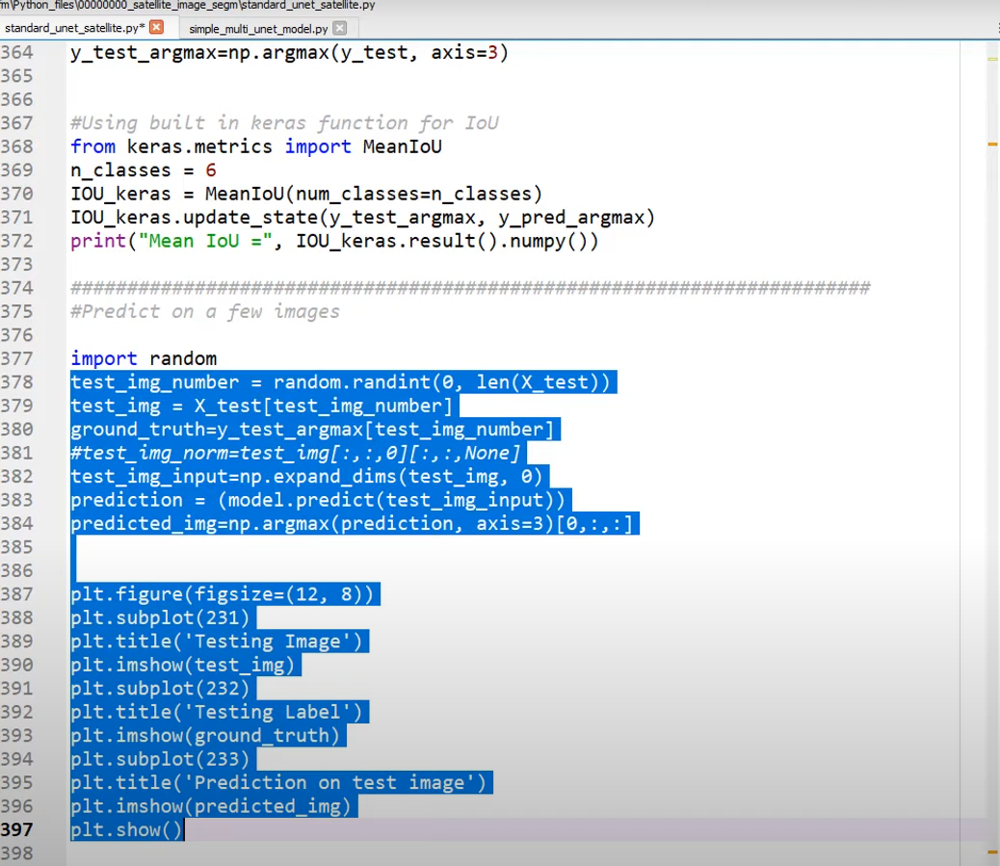 fm\Python_files\00000000_satellite_image_segm\standard_unet_satellite.py
standard_unet_satellite.py* simple_multi_unet_model.py
364 y_test_argmax=np.argmax(y_test, axis=3)
365
366
367 #Using built in keras function for IoU
368 from keras.metrics import MeanIoU
369 n_classes = 6
370 IOU_keras = MeanIoU(num_classes=n_classes)
371 IOU_keras.update_state(y_test_argmax, y_pred_argmax)
372 print("Mean IoU =", IOU_keras.result().numpy())
373
374 #######################################################################
375 #Predict on a few images
376
377 import random
378 test_img_number = random.randint(0, len(X_test))
379 test_img = X_test[test_img_number]
380 ground_truth=y_test_argmax[test_img_number]
381 #test_img_norm=test_img[:,:,0][:,:,None]
382 test_img_input=np.expand_dims(test_img, 0)
383 prediction = (model.predict(test_img_input))
384 predicted_img=np.argmax(prediction, axis=3)[0,:,:]
385
386
387 plt.figure(figsize=(12, 8))
388 plt.subplot(231)
389 plt.title('Testing Image')
390 plt.imshow(test_img)
391 plt.subplot(232)
392 plt.title('Testing Label')
393 plt.imshow(ground_truth)
394 plt.subplot(233)
395 plt.title('Prediction on test image')
396 plt.imshow(predicted_img)
397 plt.show()
398